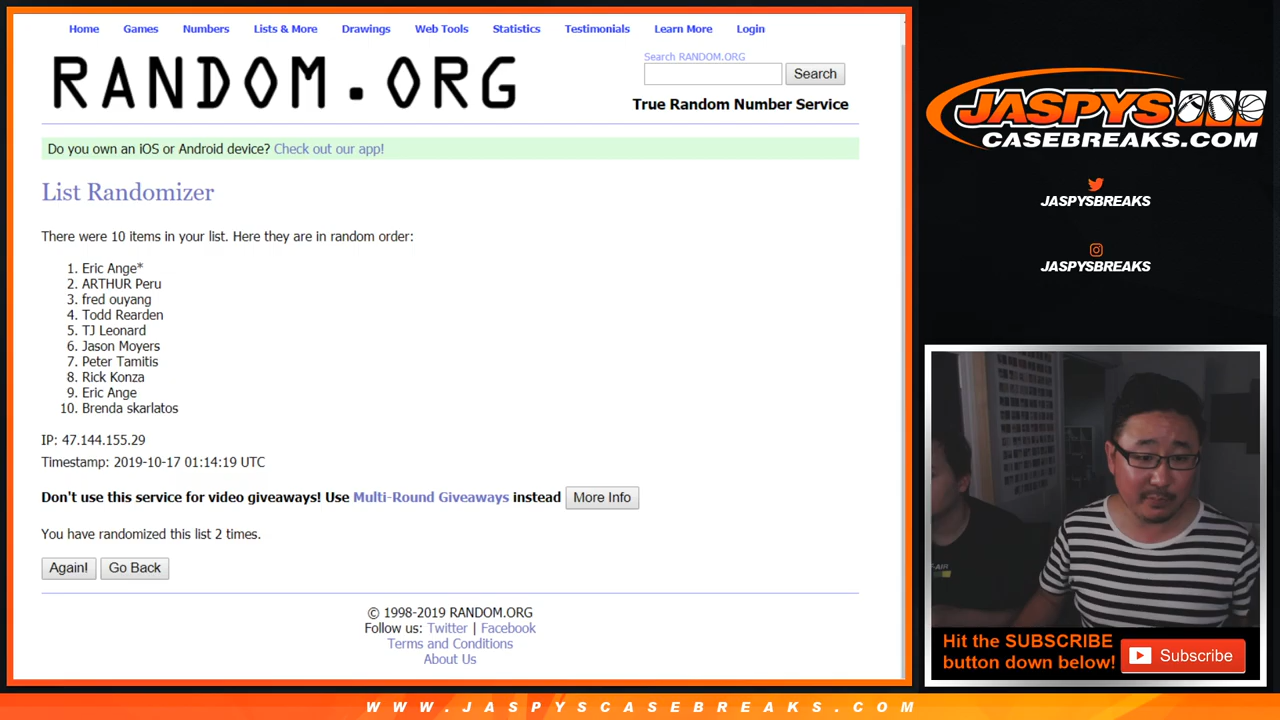 Home Games Numbers Lists & More Drawings Web Tools Statistics Testimonials Learn More Login
RANDOM.ORG
Search RANDOM.ORG
Search
True Random Number Service
Do you own an iOS or Android device? Check out our app!
List Randomizer
There were 10 items in your list. Here they are in random order:
1. Eric Ange*
2. ARTHUR Peru
3. fred ouyang
4. Todd Rearden
5. TJ Leonard
6. Jason Moyers
7. Peter Tamitis
8. Rick Konza
9. Eric Ange
10. Brenda skarlatos
IP: 47.144.155.29
Timestamp: 2019-10-17 01:14:19 UTC
Don't use this service for video giveaways! Use Multi-Round Giveaways instead More Info
You have randomized this list 2 times.
Again! Go Back
© 1998-2019 RANDOM.ORG
Follow us: Twitter | Facebook
Terms and Conditions
About Us
JASPYS
CASEBREAKS.COM
JASPYSBREAKS
JASPYSBREAKS
Hit the SUBSCRIBE
button down below!
Subscribe
WWW.JASPYSCASEBREAKS.COM